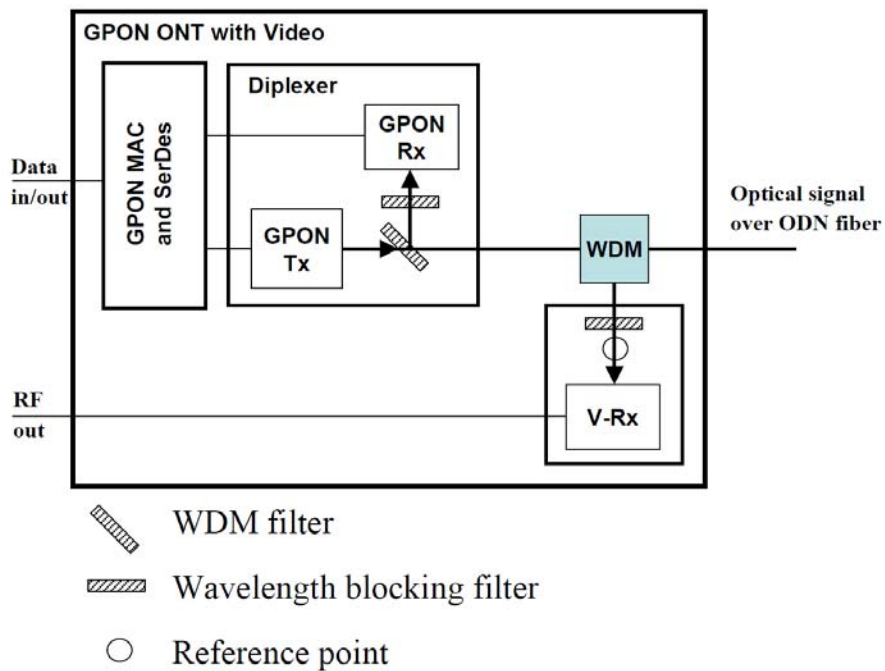 GPON ONT with Video
Diplexer
GPON MAC
and SerDes
GPON
Rx
Data
in/out
GPON
Tx
WDM
Optical signal
over ODN fiber
RF
out
V-Rx
WDM filter
Wavelength blocking filter
Reference point